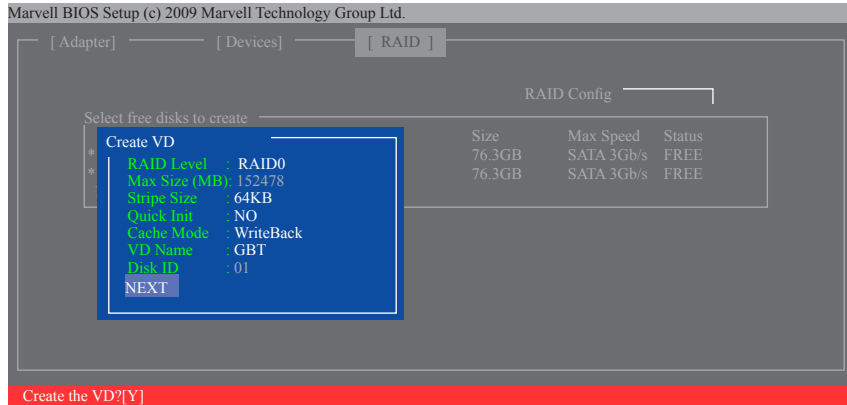 Marvell BIOS Setup (c) 2009 Marvell Technology Group Ltd.
[ Adapter] [ Devices] [ RAID ]
RAID Config
Select free disks to create
Size Max Speed Status
* 76.3GB SATA 3Gb/s FREE
* 76.3GB SATA 3Gb/s FREE
Create VD
RAID Level : RAID0
Max Size (MB): 152478
Stripe Size : 64KB
Quick Init : NO
Cache Mode : WriteBack
VD Name : GBT
Disk ID : 01
NEXT
Create the VD?[Y]